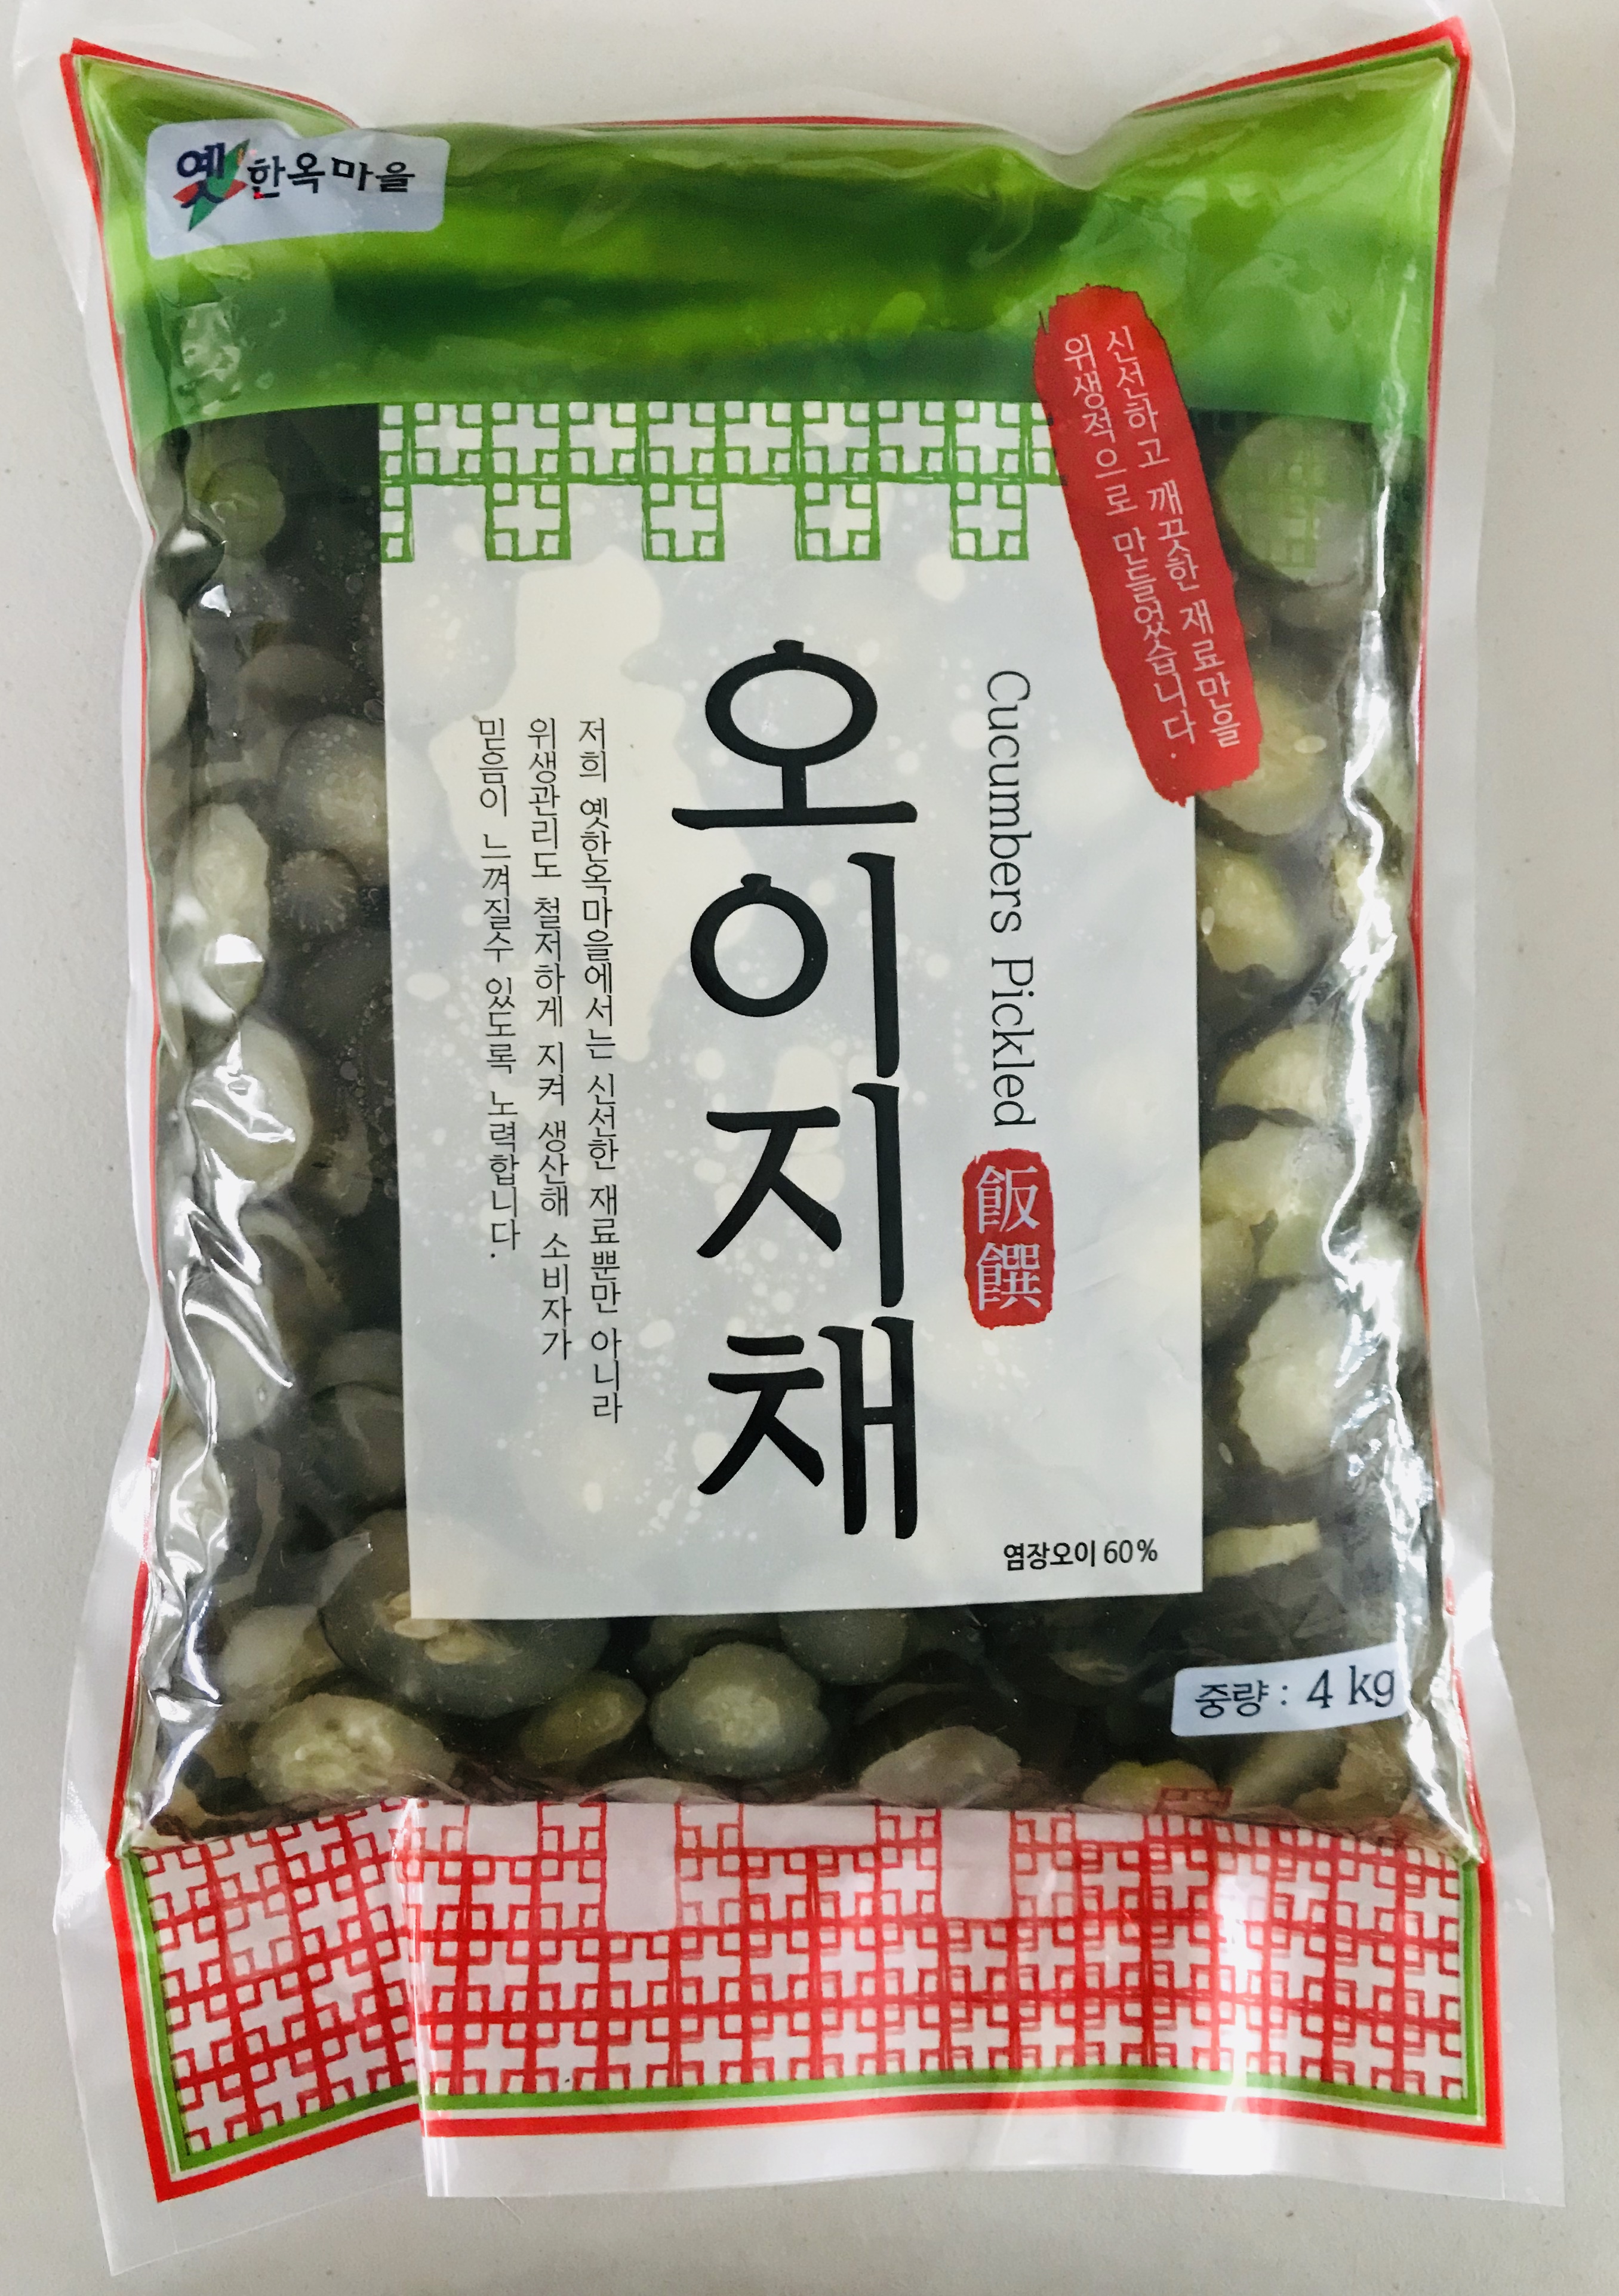 옛한옥마을
신선하고 깨끗한 재료만을
위생적으로 만들었습니다.
Cucumbers Pickled
飯饌
오이지채
저희 옛한옥마을에서는 신선한 재료뿐만 아니라
위생관리도 철저하게 지켜 생산해 소비자가
믿음이 느껴질수 있도록 노력합니다.
염장오이 60%
중량 : 4 kg